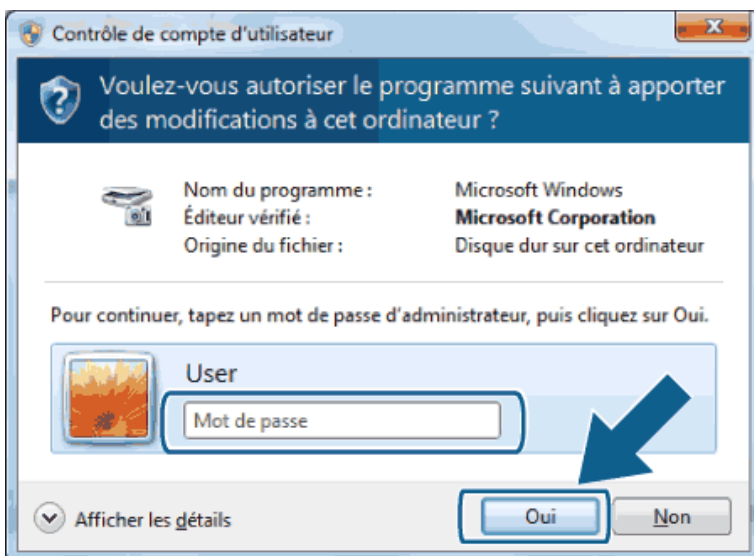 Contrôle de compte d'utilisateur
Voulez-vous autoriser le programme suivant à apporter
des modifications à cet ordinateur ?
Nom du programme : Microsoft Windows
Éditeur vérifié : Microsoft Corporation
Origine du fichier : Disque dur sur cet ordinateur
Pour continuer, tapez un mot de passe d'administrateur, puis cliquez sur Oui.
User
Mot de passe
Afficher les détails Oui Non